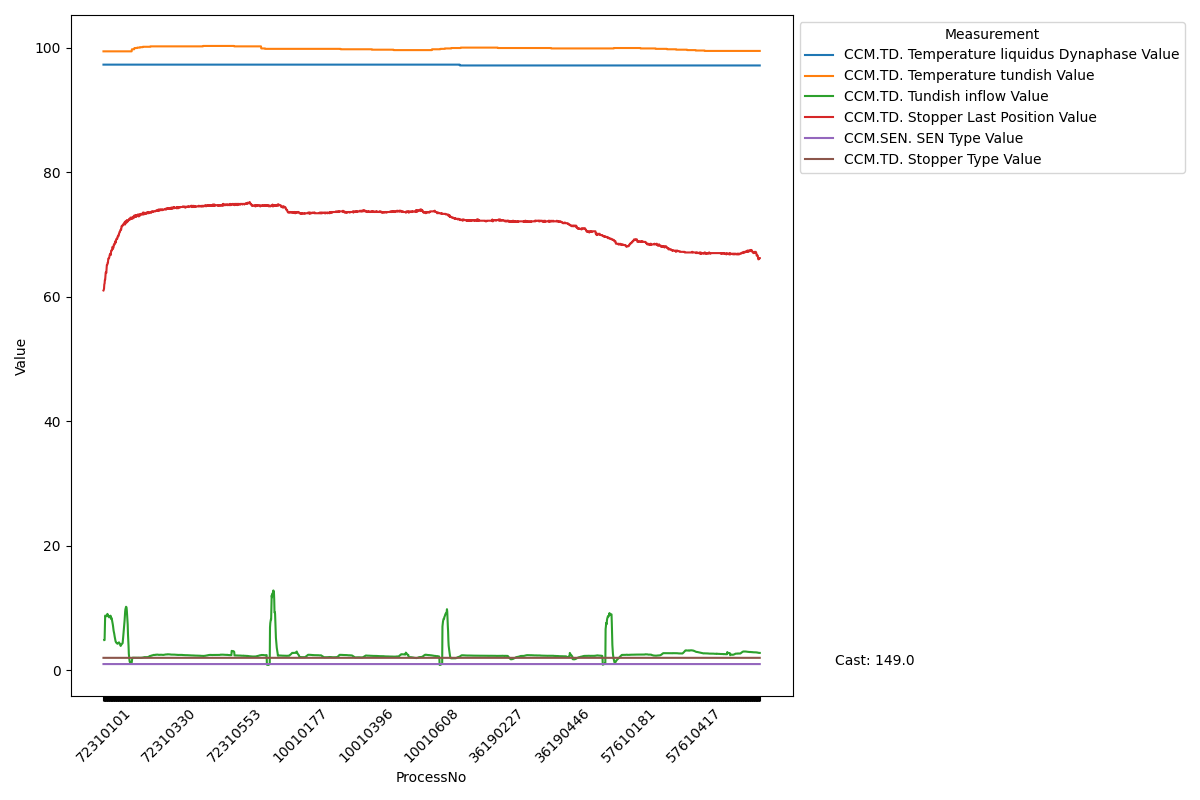 Measurement
CCM.TD. Temperature liquidus Dynaphase Value
CCM.TD. Temperature tundish Value
CCM.TD. Tundish inflow Value
CCM.TD. Stopper Last Position Value
CCM.SEN. SEN Type Value
CCM.TD. Stopper Type Value
100
80
60
40
20
0
Value
Cast: 149.0
72310101
72310330
72310553
10010177
10010396
10010608
36190227
36190446
57610181
57610417
ProcessNo